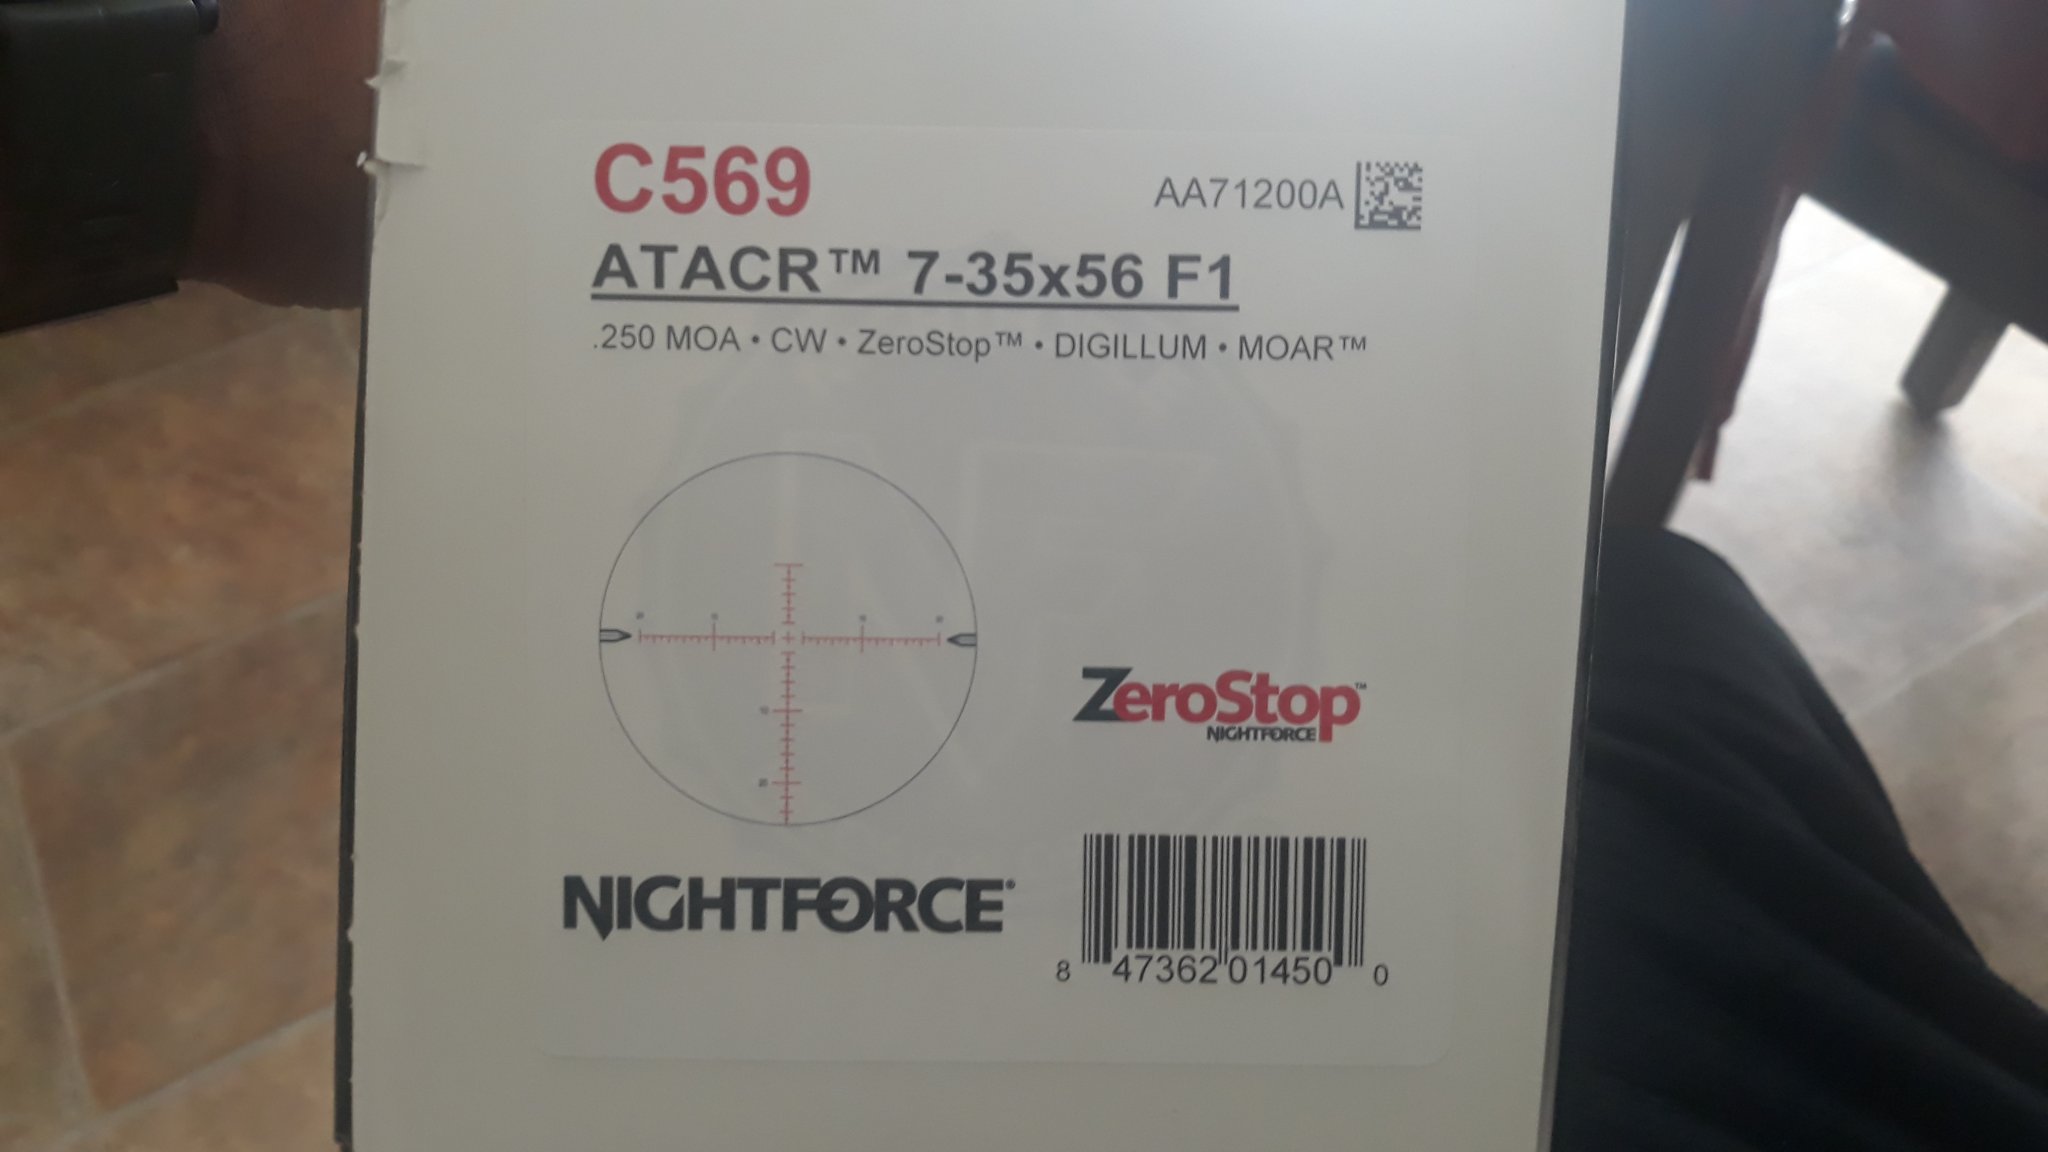 C569
AA71200A
ATACR™ 7-35x56 F1
.250 MOA • CW • ZeroStop™ • DIGILLUM • MOAR™
ZeroStop™
NIGHTFORCE
NIGHTFORCE®
8 47362 01450 0